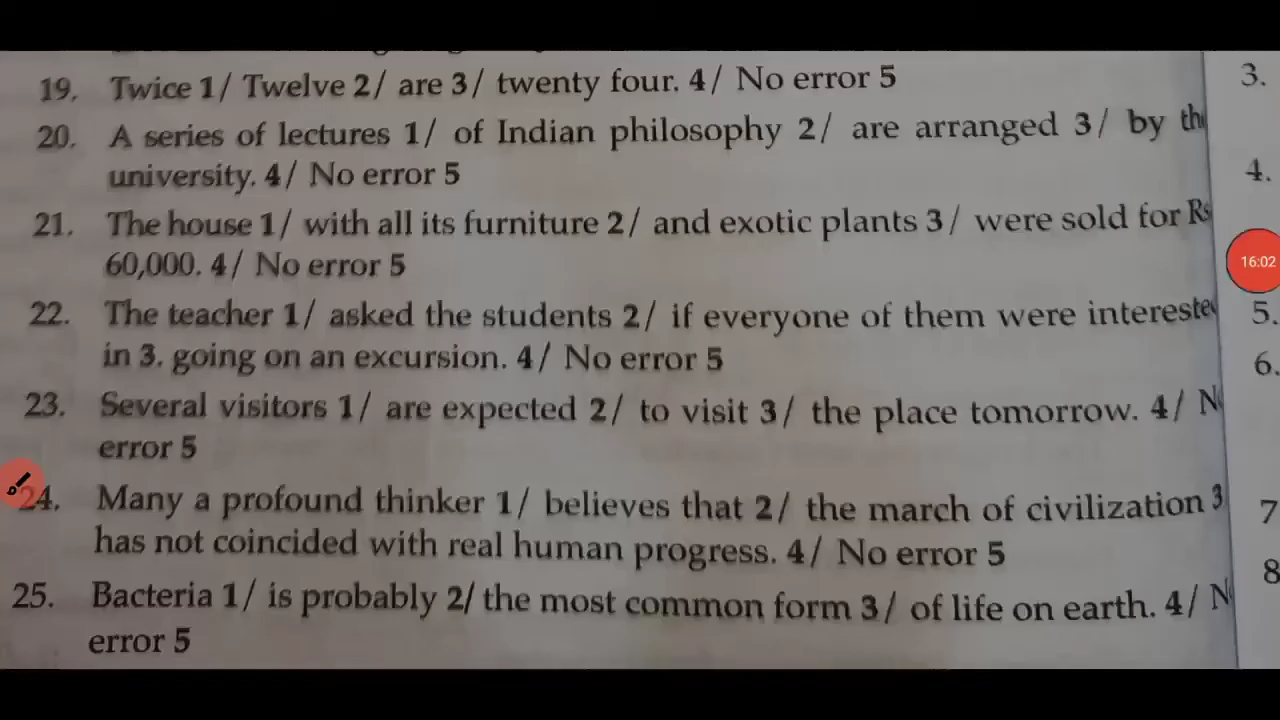 19. Twice 1/ Twelve 2/ are 3/ twenty four. 4/ No error 5
20. A series of lectures 1/ of Indian philosophy 2/ are arranged 3/ by
university. 4/ No error 5
21. The house 1/ with all its furniture 2/ and exotic plants 3/ were sold for Rs
60,000. 4/ No error 5
22. The teacher 1/ asked the students 2/ if everyone of them were
in 3. going on an excursion. 4/ No error 5
23. Several visitors 1/ are expected 2/ to visit 3/ the place tomorrow. 4/
error 5
24. Many a profound thinker 1/ believes that 2/ the march of civilization 3
has not coincided with real human progress. 4/ No error 5
25. Bacteria 1/ is probably 2/ the most common form 3/ of life on earth. 4/
error 5
3.
4.
16:02
5.
6.
7
8